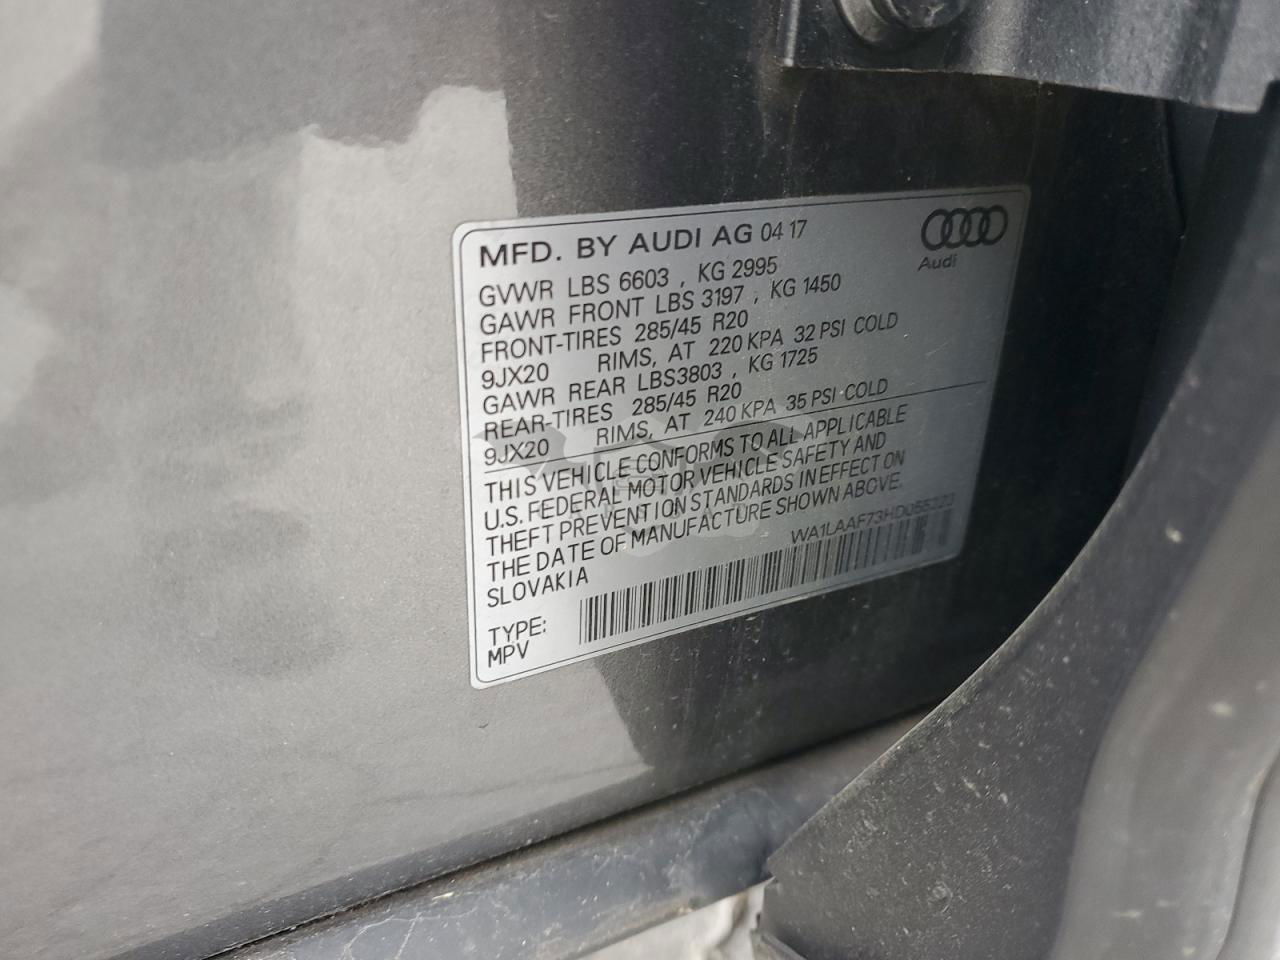 MFD. BY AUDI AG 04 17
Audi
GVWR LBS 6603 , KG 2995
GAWR FRONT LBS 3197 , KG 1450
FRONT-TIRES 285/45 R20
9JX20 RIMS, AT 220 KPA 32 PSI COLD
GAWR REAR LBS3803 , KG 1725
REAR-TIRES 285/45 R20
9JX20 RIMS, AT 240 KPA 35 PSI COLD
THIS VEHICLE CONFORMS TO ALL APPLICABLE
U.S. FEDERAL MOTOR VEHICLE SAFETY AND
THEFT PREVENTION STANDARDS IN EFFECT ON
THE DATE OF MANUFACTURE SHOWN ABOVE.
SLOVAKIA
TYPE:
MPV